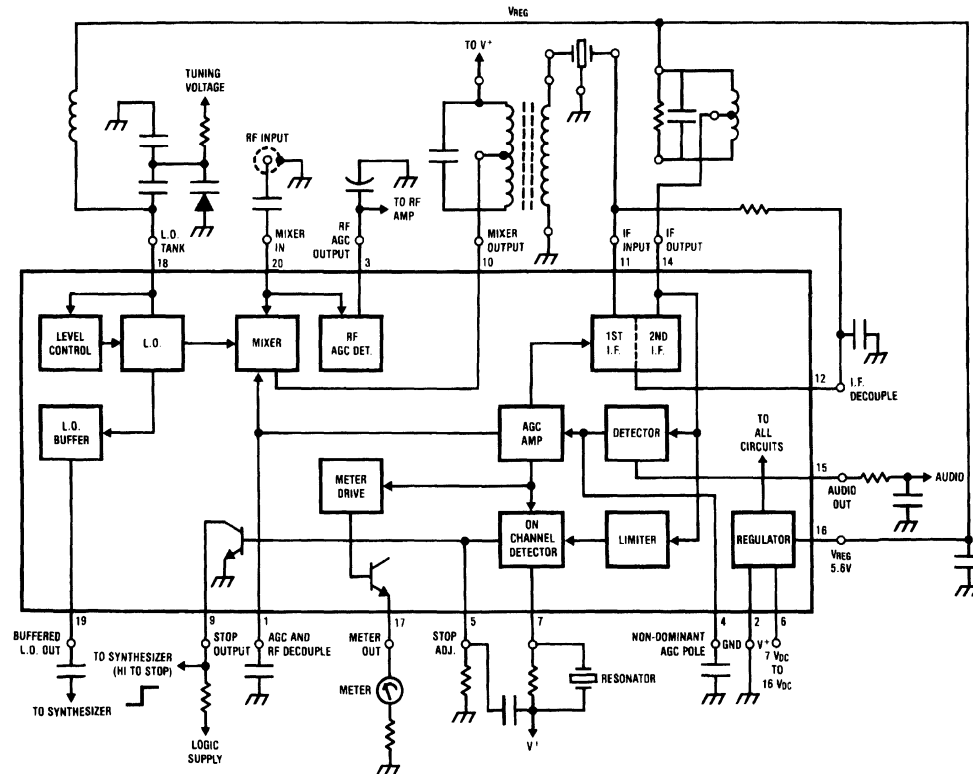 VREG
TO V+
TUNING
VOLTAGE
RF INPUT
TO RF
AMP
L.O.
TANK
18
MIXER
IN
20
RF
AGC
OUTPUT
3
MIXER
OUTPUT
10
IF
INPUT
11
IF
OUTPUT
14
LEVEL
CONTROL
L.O.
MIXER
RF
AGC DET.
1ST
I.F.
2ND
I.F.
12
I.F.
DECOUPLE
L.O.
BUFFER
AGC
AMP
DETECTOR
TO
ALL
CIRCUITS
METER
DRIVE
15
AUDIO
OUT
AUDIO
ON
CHANNEL
DETECTOR
LIMITER
REGULATOR
16
VREG
5.6V
19
BUFFERED
L.O. OUT
9
STOP
OUTPUT
1
AGC AND
RF DECOUPLE
17
METER
OUT
5
STOP
ADJ.
7
4
NON-DOMINANT
AGC POLE
2
GND
6
V+
7 VDC
TO
16 VDC
TO SYNTHESIZER
(HI TO STOP)
TO SYNTHESIZER
LOGIC
SUPPLY
METER
RESONATOR
V'